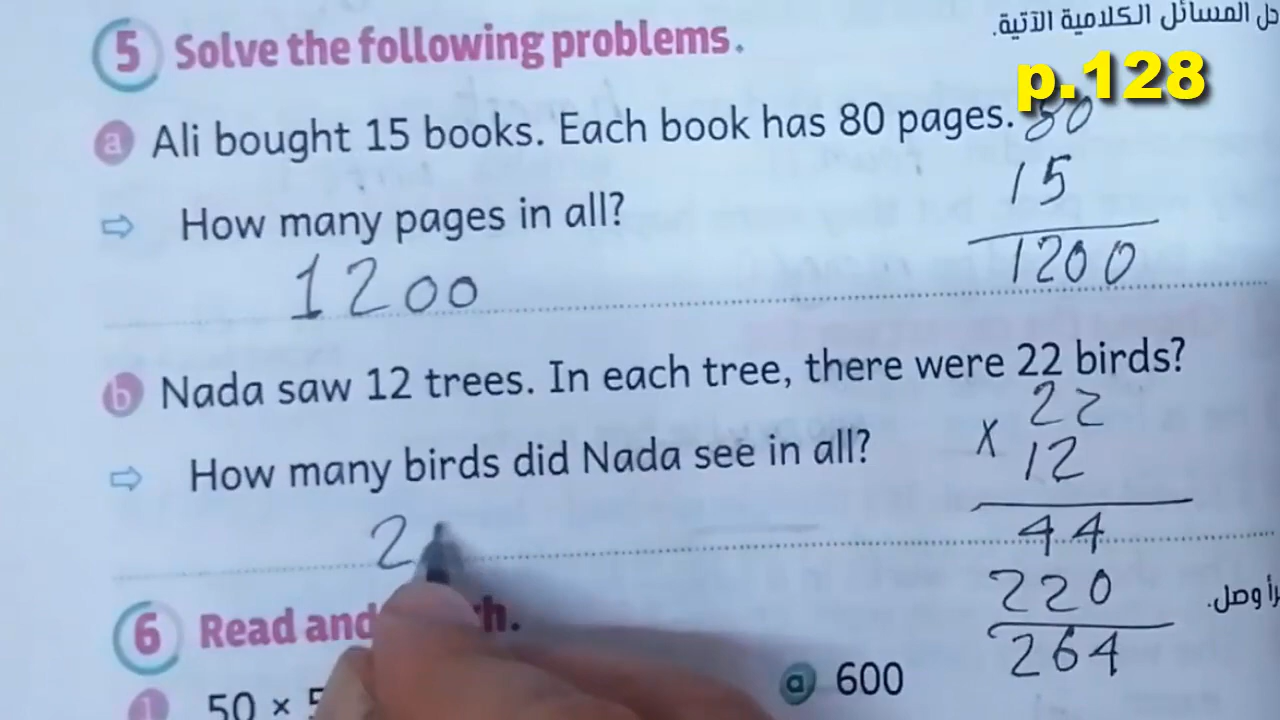 5 Solve the following problems.
حل المسائل الكلامية الآتية.
p.128
a Ali bought 15 books. Each book has 80 pages.
80
15
1200
How many pages in all?
1200
b Nada saw 12 trees. In each tree, there were 22 birds?
22
x 12
44
220
264
How many birds did Nada see in all?
2
6 Read and
وصل.
1 50 ×
a 600